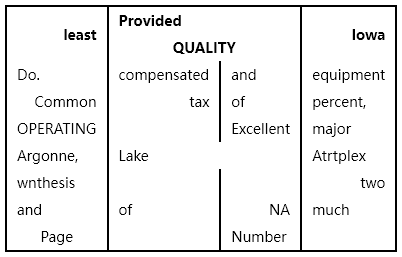 least Provided Iowa
QUALITY
Do. compensated and equipment
Common tax of percent,
OPERATING Excellent major
Argonne, Lake Atrtplex
wnthesis two
and of NA much
Page Number